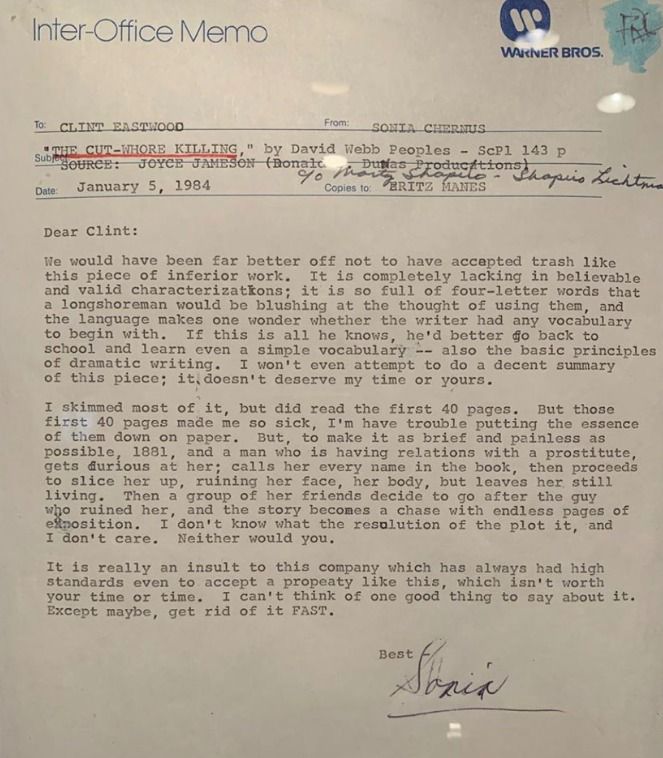 Inter-Office Memo
WARNER BROS.
To: CLINT EASTWOOD From: SONIA CHERNUS
"THE CUT-WHORE KILLING," by David Webb Peoples - ScPl 143 p
Subject: SOURCE: JOYCE JAMESON (Ronald Dumas Productions)
c/o Marty Shapiro - Shapiro Lichtma
Date: January 5, 1984 Copies to: FRITZ MANES
Dear Clint:
We would have been far better off not to have accepted trash like
this piece of inferior work. It is completely lacking in believable
and valid characterizations; it is so full of four-letter words that
a longshoreman would be blushing at the thought of using them, and
the language makes one wonder whether the writer had any vocabulary
to begin with. If this is all he knows, he'd better go back to
school and learn even a simple vocabulary -- also the basic principles
of dramatic writing. I won't even attempt to do a decent summary
of this piece; it doesn't deserve my time or yours.
I skimmed most of it, but did read the first 40 pages. But those
first 40 pages made me so sick, I'm have trouble putting the essence
of them down on paper. But, to make it as brief and painless as
possible, 1881, and a man who is having relations with a prostitute,
gets furious at her; calls her every name in the book, then proceeds
to slice her up, ruining her face, her body, but leaves her still
living. Then a group of her friends decide to go after the guy
who ruined her, and the story becomes a chase with endless pages of
exposition. I don't know what the resolution of the plot it, and
I don't care. Neither would you.
It is really an insult to this company which has always had high
standards even to accept a propeaty like this, which isn't worth
your time or time. I can't think of one good thing to say about it.
Except maybe, get rid of it FAST.
Best
Sonia